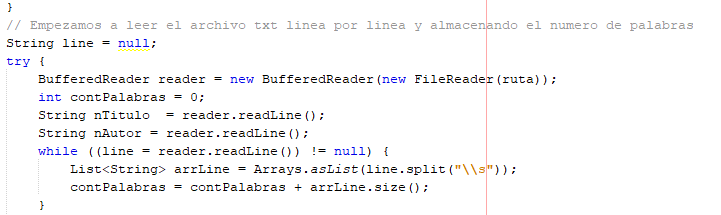 }
// Empezamos a leer el archivo txt linea por linea y almacenando el numero de palabras
String line = null;
try {
BufferedReader reader = new BufferedReader(new FileReader(ruta));
int contPalabras = 0;
String nTitulo  = reader.readLine();
String nAutor = reader.readLine();
while ((line = reader.readLine()) != null) {
List<String> arrLine = Arrays.asList(line.split("\\s"));
contPalabras = contPalabras + arrLine.size();
}